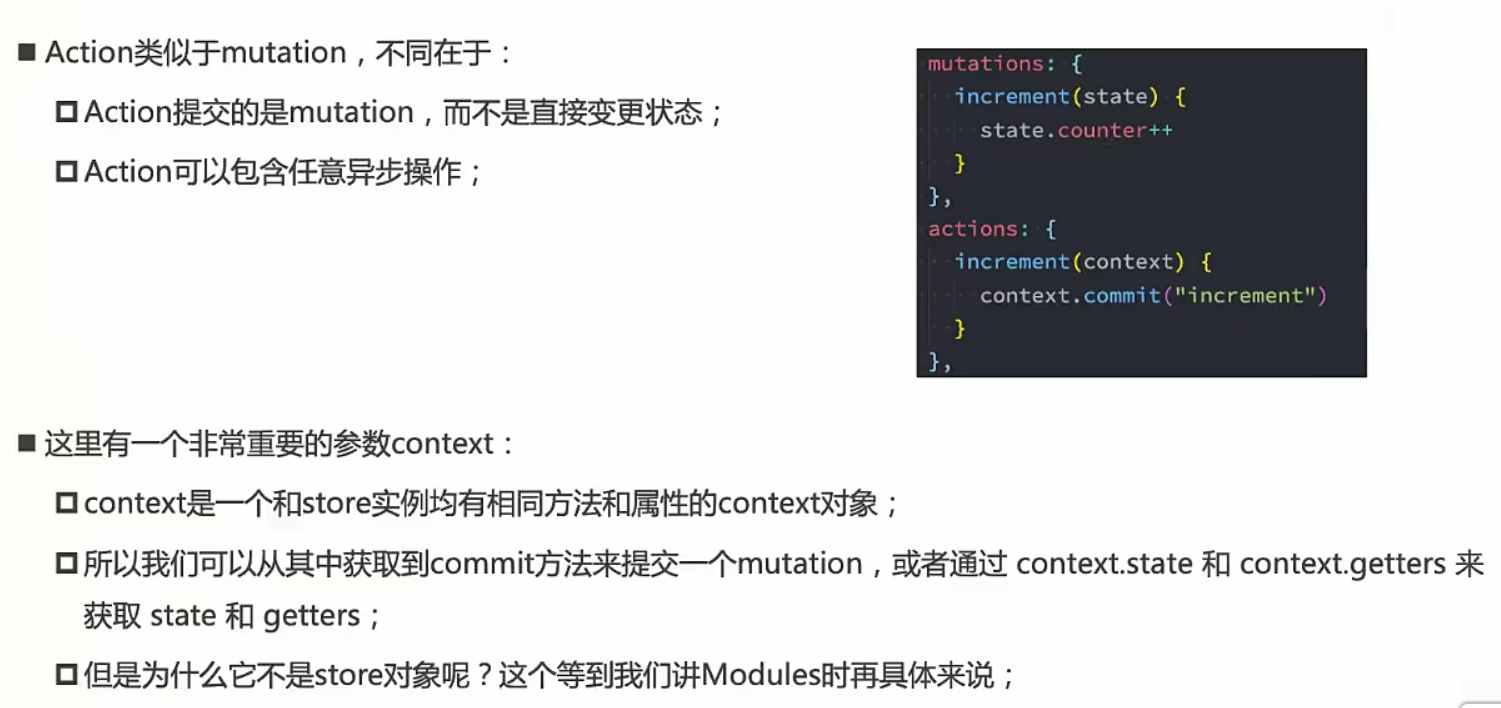 ■ Action类似于mutation，不同在于：
Action提交的是mutation，而不是直接变更状态；
Action可以包含任意异步操作；
mutations: {
increment(state) {
state.counter++
}
},
actions: {
increment(context) {
context.commit("increment")
}
},
■ 这里有一个非常重要的参数context：
context是一个和store实例均有相同方法和属性的context对象；
所以我们可以从其中获取到commit方法来提交一个mutation，或者通过 context.state 和 context.getters 来
获取 state 和 getters；
但是为什么它不是store对象呢？这个等到我们讲Modules时再具体来说；